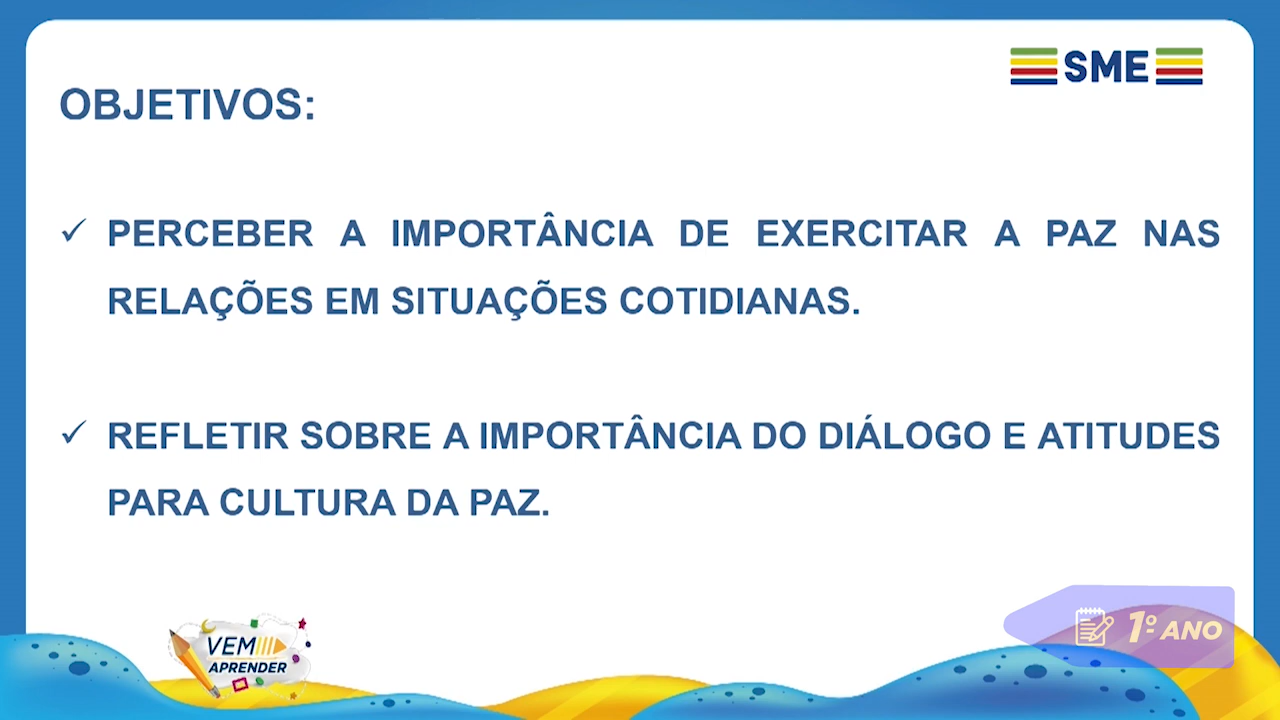 SME
OBJETIVOS:
✓ PERCEBER A IMPORTÂNCIA DE EXERCITAR A PAZ NAS
RELAÇÕES EM SITUAÇÕES COTIDIANAS.
✓ REFLETIR SOBRE A IMPORTÂNCIA DO DIÁLOGO E ATITUDES
PARA CULTURA DA PAZ.
VEM
APRENDER
1º ANO